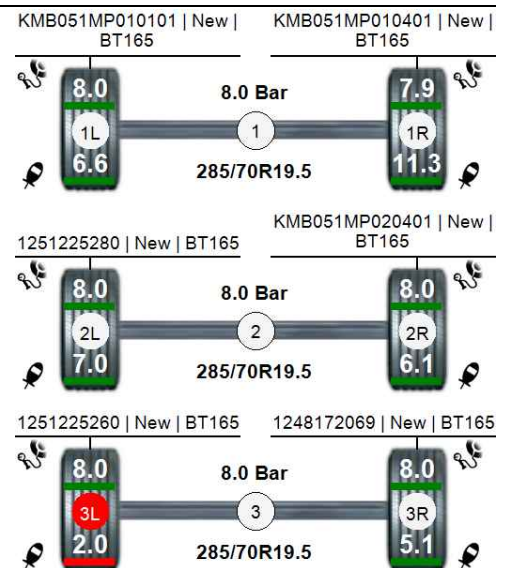 KMB051MP010101 | New |
BT165
KMB051MP010401 | New |
BT165
8.0
8.0 Bar
7.9
1L
1
1R
6.6
285/70R19.5
11.3
1251225280 | New | BT165
KMB051MP020401 | New |
BT165
8.0
8.0 Bar
8.0
2L
2
2R
7.0
285/70R19.5
6.1
1251225260 | New | BT165
1248172069 | New | BT165
8.0
8.0 Bar
8.0
3L
3
3R
2.0
285/70R19.5
5.1